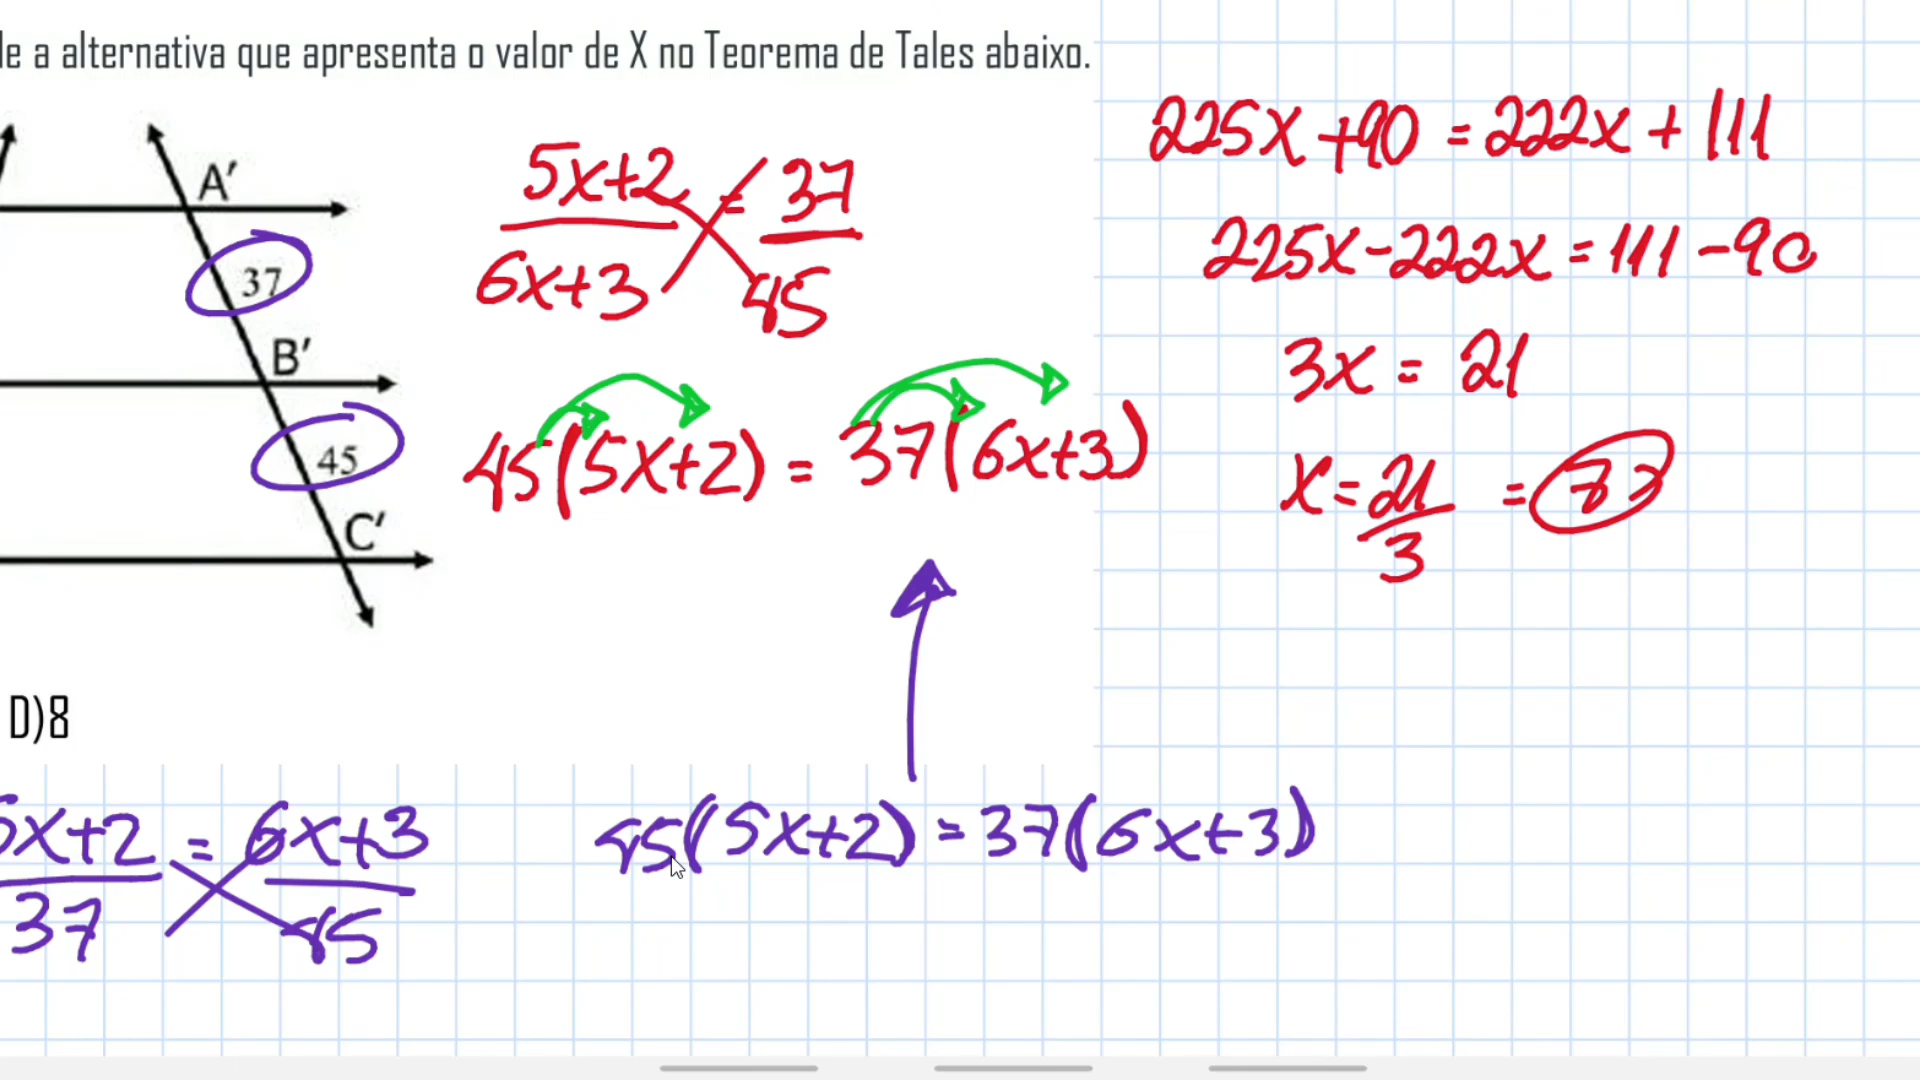 de a alternativa que apresenta o valor de X no Teorema de Tales abaixo.
A'
37
B'
45
C'
D)8
5x+2 = 37
6x+3 45
45(5x+2) = 37(6x+3)
225x+90 = 222x+111
225x-222x = 111-90
3x = 21
x = 21 = 7
3
5x+2 = 6x+3
37 45
45(5x+2) = 37(6x+3)